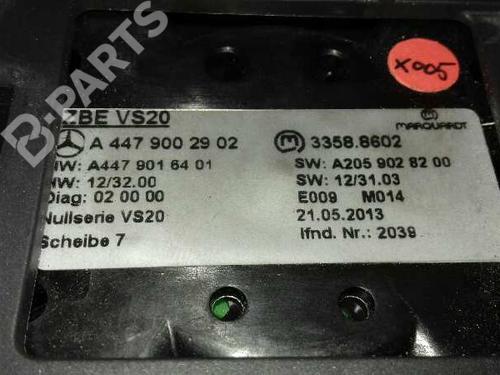 B-PARTS
X005
ZBE VS20
MARQUARDT
A 447 900 29 02
3358.8602
HW: A447 901 64 01
SW: A205 902 82 00
HW: 12/32.00
SW: 12/31.03
Diag: 02 00 00
E009 M014
Nullserie VS20
21.05.2013
Scheibe 7
lfnd. Nr.: 2039